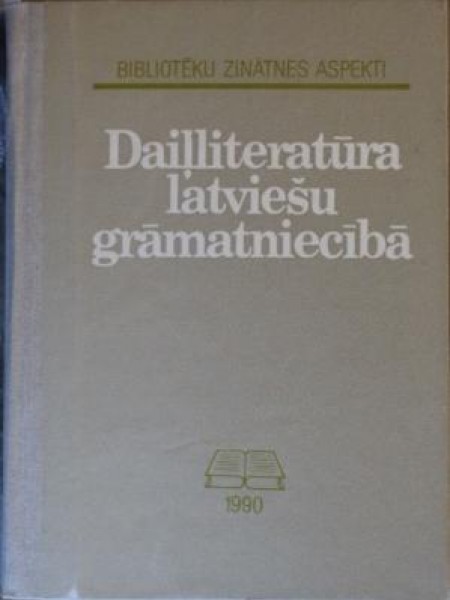 BIBLIOTĒKU ZINĀTNES ASPEKTI
Daiļliteratūra
latviešu
grāmatniecībā
1990